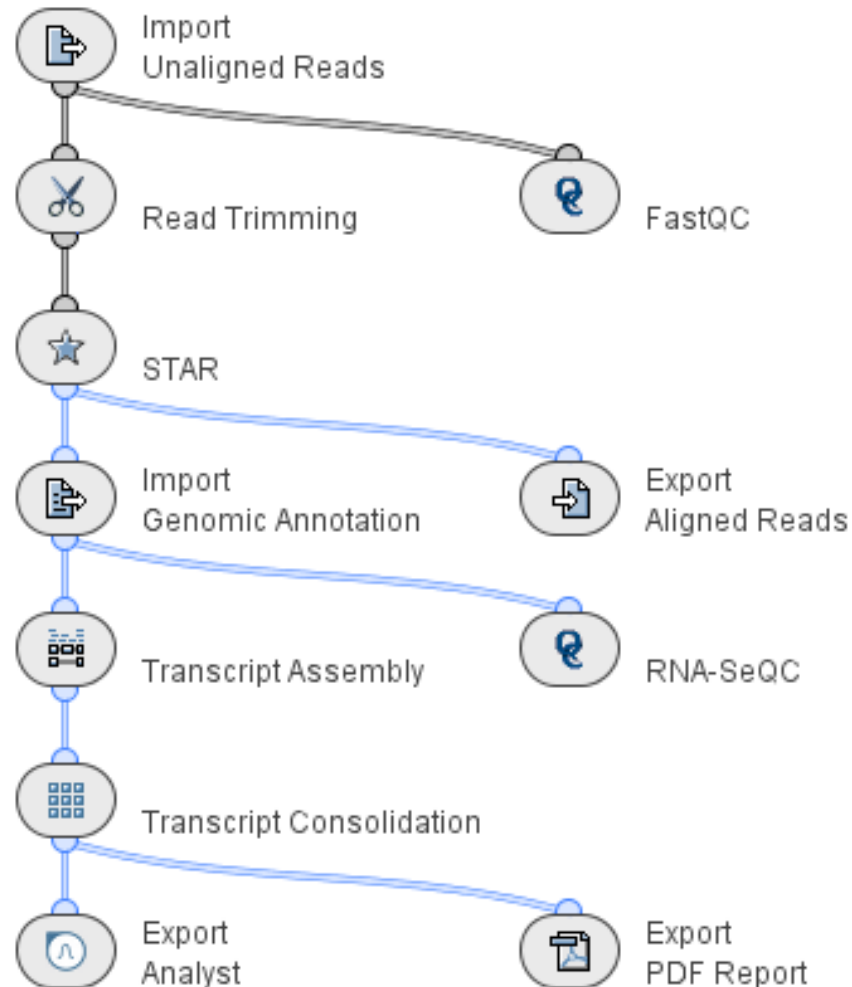 Import
Unaligned Reads
Read Trimming
FastQC
STAR
Import
Genomic Annotation
Export
Aligned Reads
Transcript Assembly
RNA-SeQC
Transcript Consolidation
Export
Analyst
Export
PDF Report